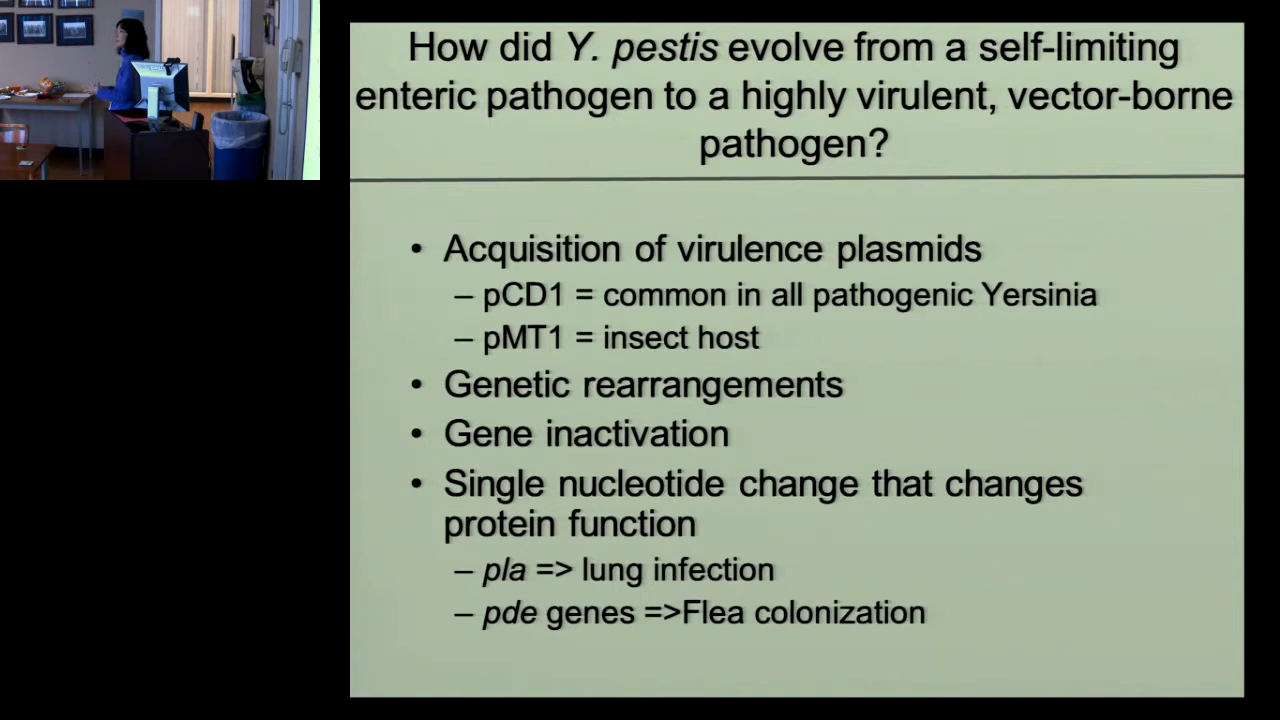 How did Y. pestis evolve from a self-limiting
enteric pathogen to a highly virulent, vector-borne
pathogen?
• Acquisition of virulence plasmids
– pCD1 = common in all pathogenic Yersinia
– pMT1 = insect host
• Genetic rearrangements
• Gene inactivation
• Single nucleotide change that changes
protein function
– pla => lung infection
– pde genes =>Flea colonization